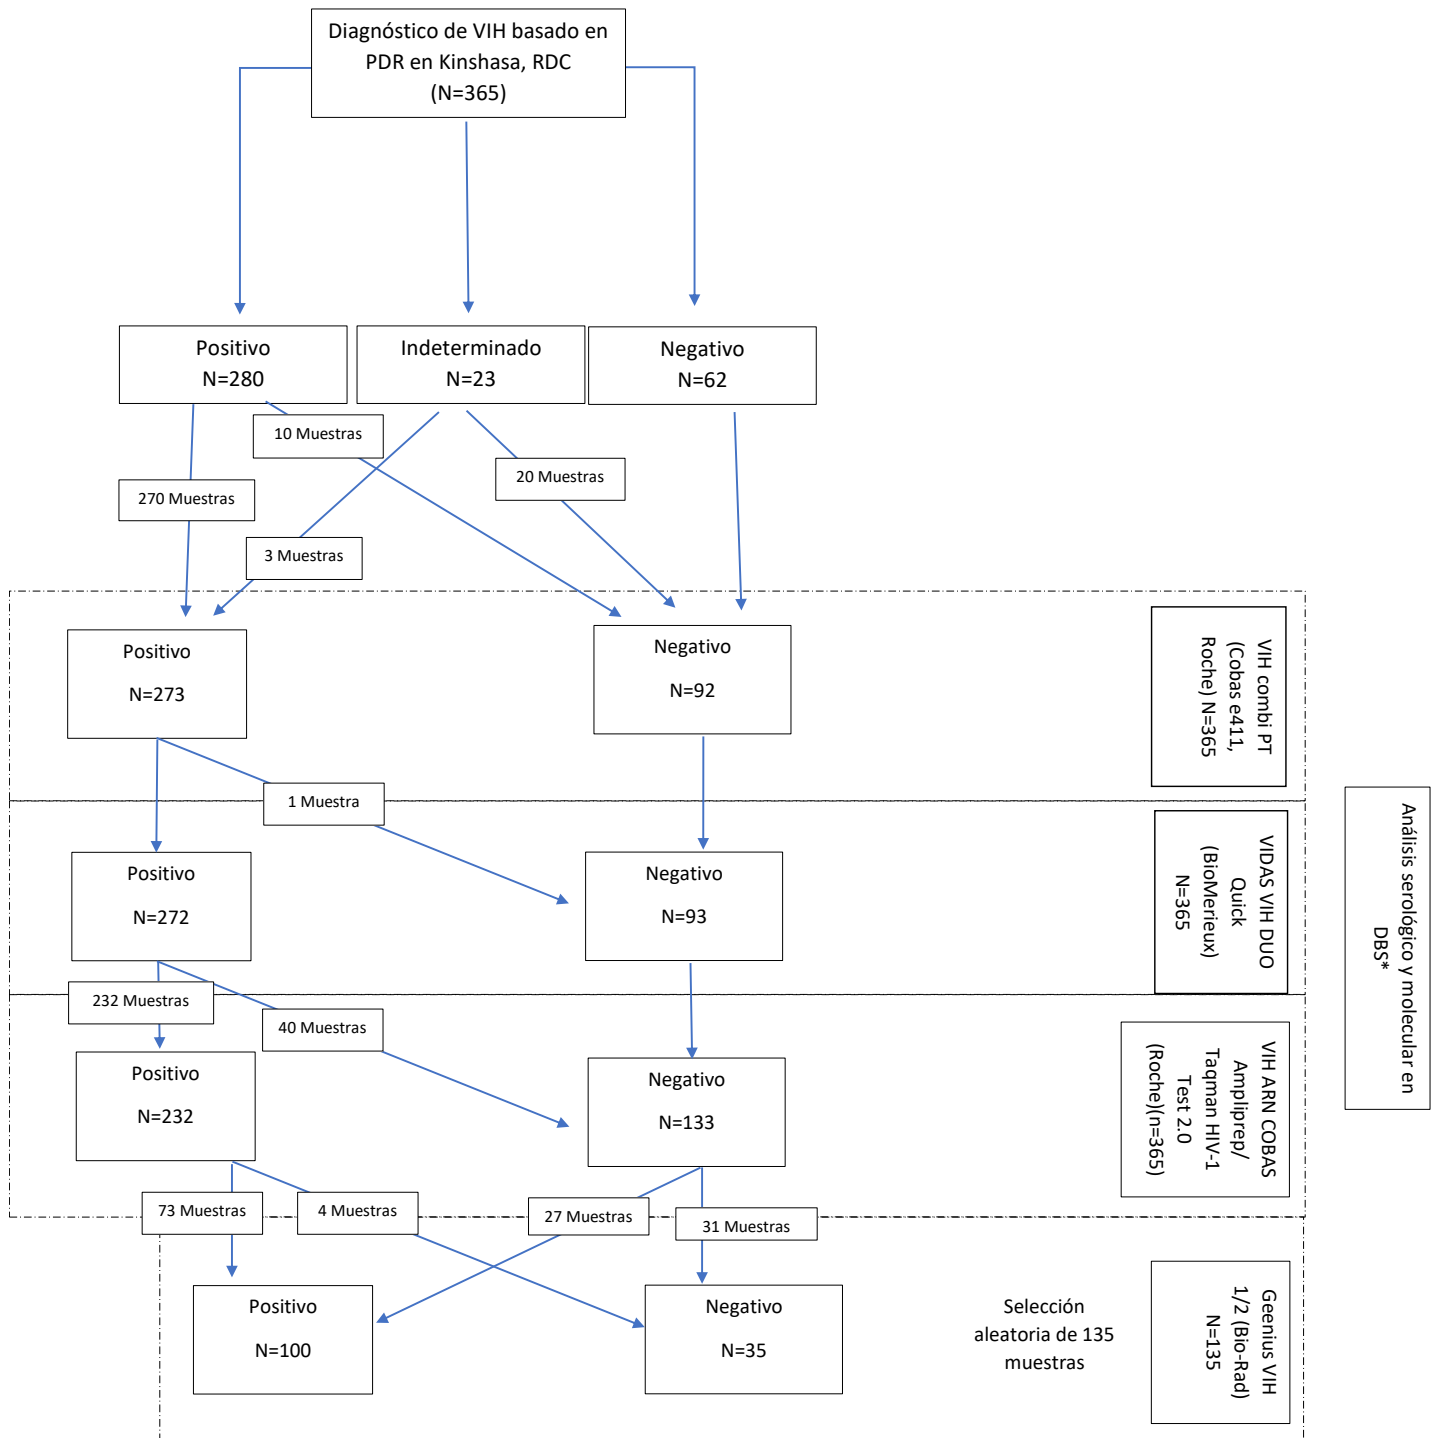 Diagnóstico de VIH basado en
PDR en Kinshasa, RDC
(N=365)
Positivo
N=280
Indeterminado
N=23
Negativo
N=62
10 Muestras
20 Muestras
270 Muestras
3 Muestras
Positivo
N=273
Negativo
N=92
VIH combi PT
(Cobas e411,
Roche) N=365
1 Muestra
Positivo
N=272
Negativo
N=93
VIDAS VIH DUO
Quick
(BioMerieux)
N=365
Análisis serológico y molecular en
DBS*
232 Muestras
40 Muestras
Positivo
N=232
Negativo
N=133
VIH ARN COBAS
Ampliprep/
Taqman HIV-1
Test 2.0
(Roche)(n=365)
73 Muestras
4 Muestras
27 Muestras
31 Muestras
Positivo
N=100
Negativo
N=35
Selección
aleatoria de 135
muestras
Geenius VIH
1/2 (Bio-Rad)
N=135